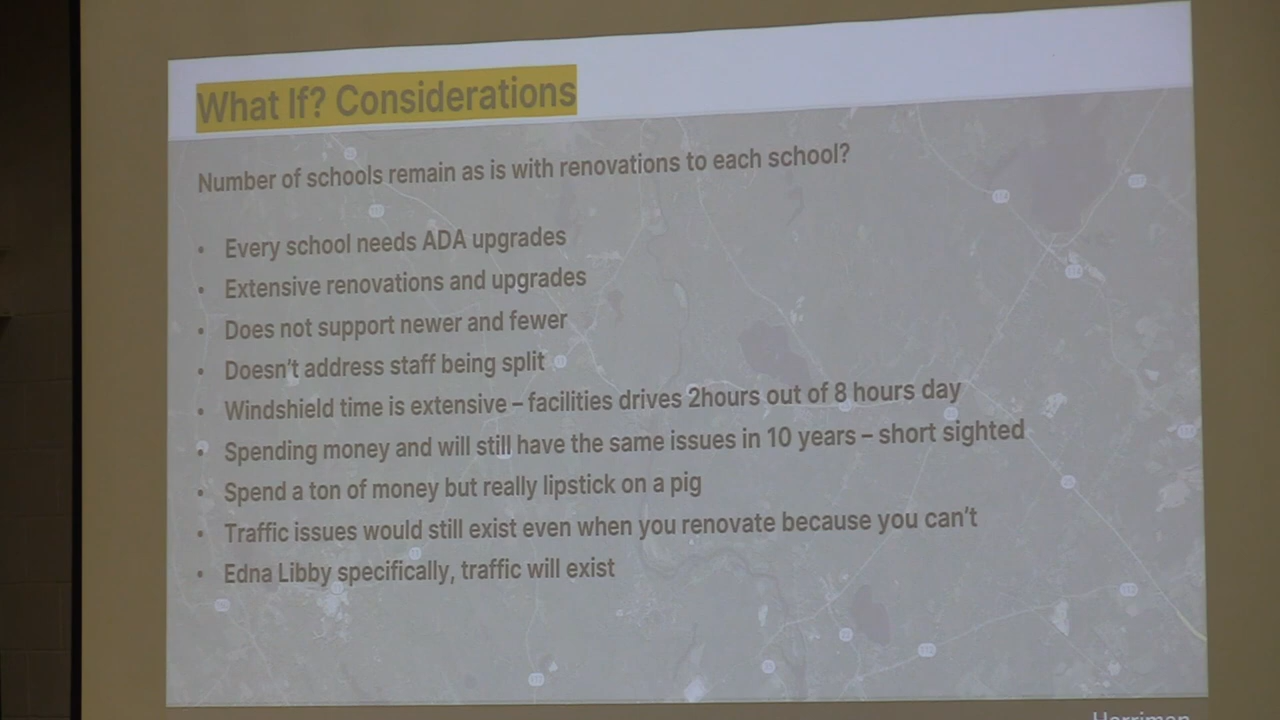 What If? Considerations
Number of schools remain as is with renovations to each school?
• Every school needs ADA upgrades
• Extensive renovations and upgrades
• Does not support newer and fewer
• Doesn't address staff being split
• Windshield time is extensive – facilities drives 2hours out of 8 hours day
• Spending money and will still have the same issues in 10 years – short sighted
• Spend a ton of money but really lipstick on a pig
• Traffic issues would still exist even when you renovate because you can't
• Edna Libby specifically, traffic will exist
Harriman